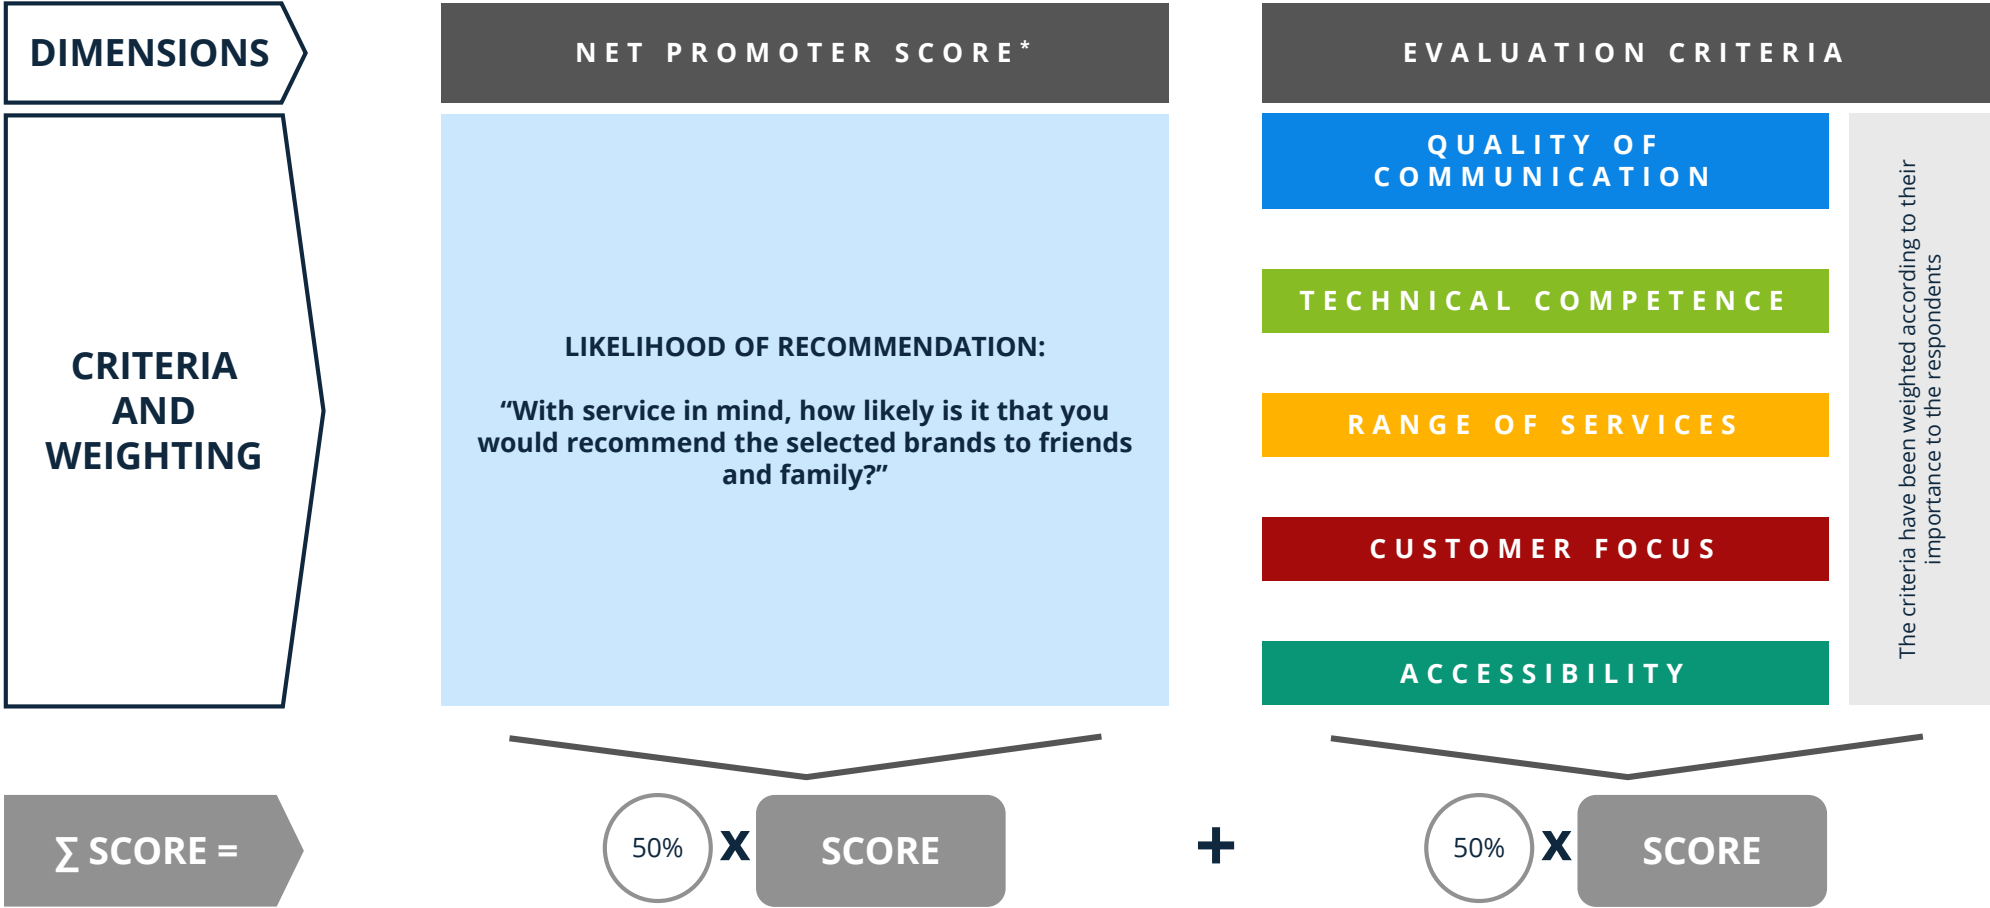 DIMENSIONS
NET PROMOTER SCORE*
EVALUATION CRITERIA
CRITERIA
AND
WEIGHTING
LIKELIHOOD OF RECOMMENDATION:
“With service in mind, how likely is it that you
would recommend the selected brands to friends
and family?”
QUALITY OF
COMMUNICATION
TECHNICAL COMPETENCE
RANGE OF SERVICES
CUSTOMER FOCUS
ACCESSIBILITY
The criteria have been weighted according to their
importance to the respondents
∑ SCORE =
50% x SCORE
+
50% x SCORE